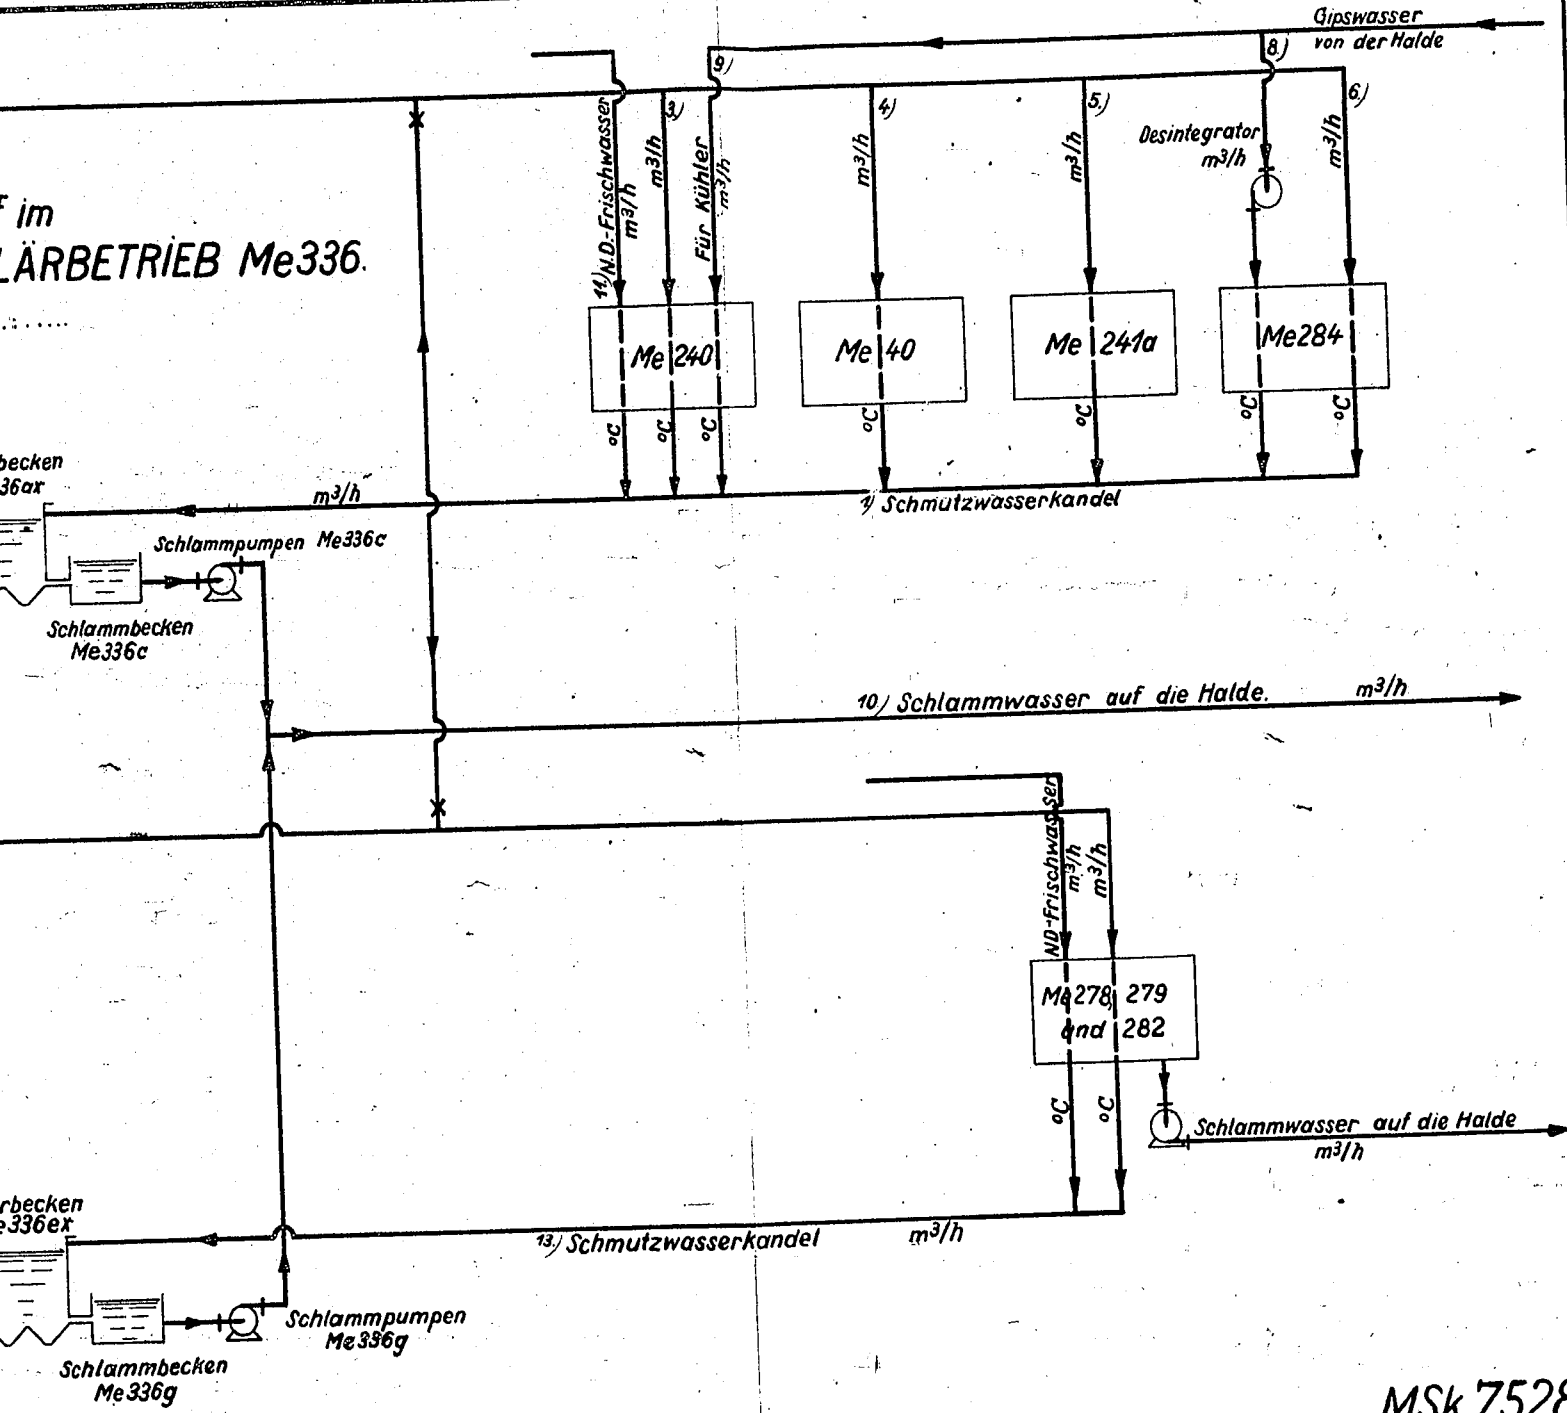 Gipswasser
von der Halde
9.)
8.)
3.)
4.)
5.)
6.)
11.) N.D.-Frischwasser
m³/h
m³/h
Für Kühler
m³/h
m³/h
m³/h
Desintegrator
m³/h
m³/h
im
LÄRBETRIEB Me336.
Me 240
Me 40
Me 241a
Me284
°C
°C
°C
°C
°C
°C
°C
becken
36ax
m³/h
1.) Schmutzwasserkandel
Schlammpumpen Me336c
Schlammbecken
Me336c
10.) Schlammwasser auf die Halde. m³/h
ND-Frischwasser
m³/h
m³/h
Me278, 279
und 282
°C
°C
Schlammwasser auf die Halde
m³/h
rbecken
e336ex
13.) Schmutzwasserkandel m³/h
Schlammpumpen
Me336g
Schlammbecken
Me336g
MSk 7528